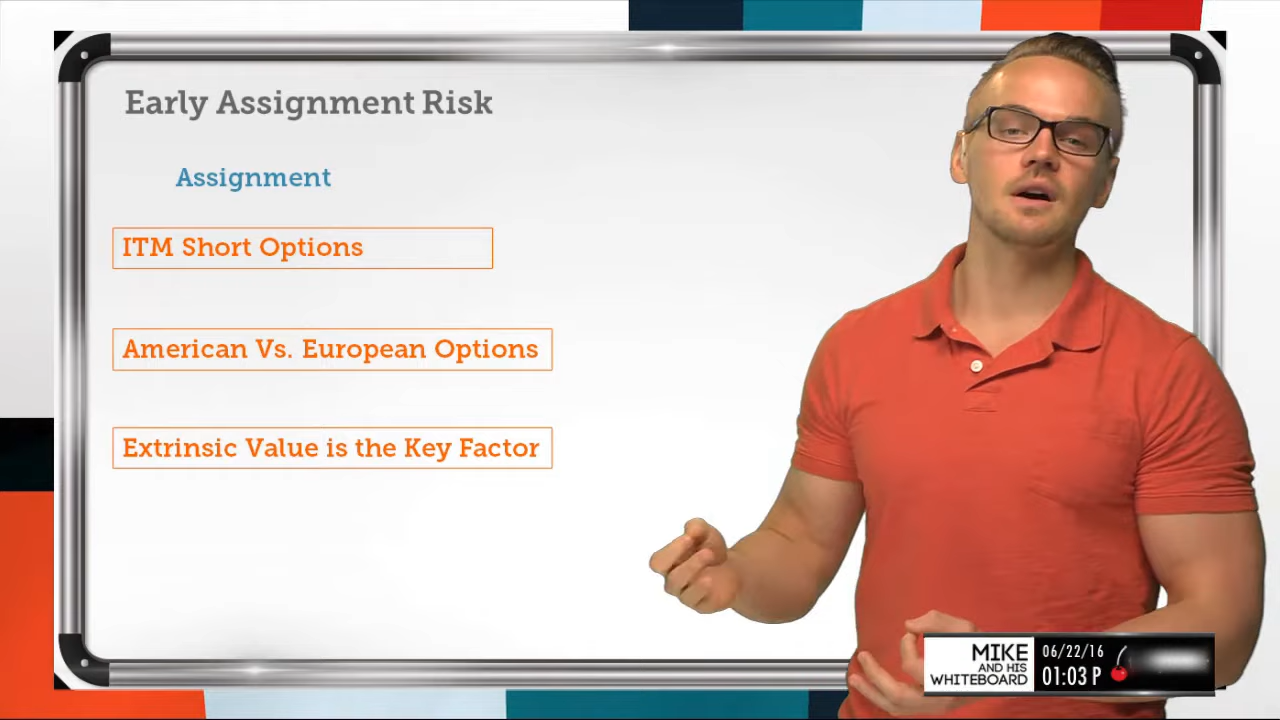 Early Assignment Risk
Assignment
ITM Short Options
American Vs. European Options
Extrinsic Value is the Key Factor
MIKE
AND HIS
WHITEBOARD
06/22/16
01:03 P